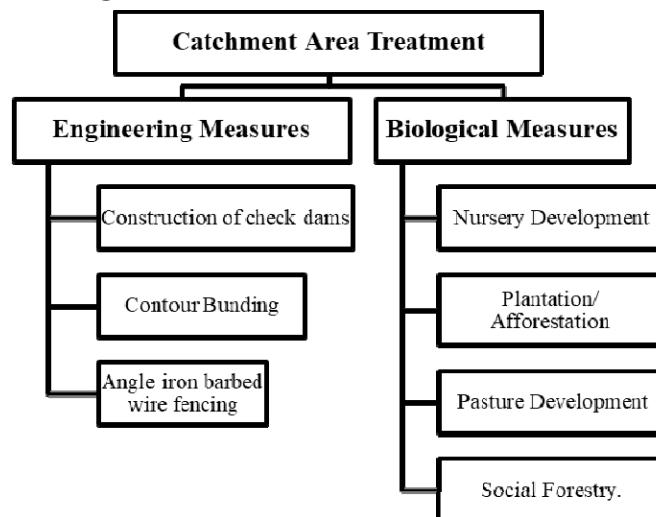 Catchment Area Treatment
Engineering Measures
Construction of check dams
Contour Bunding
Angle iron barbed
wire fencing
Biological Measures
Nursery Development
Plantation/
Afforestation
Pasture Development
Social Forestry.